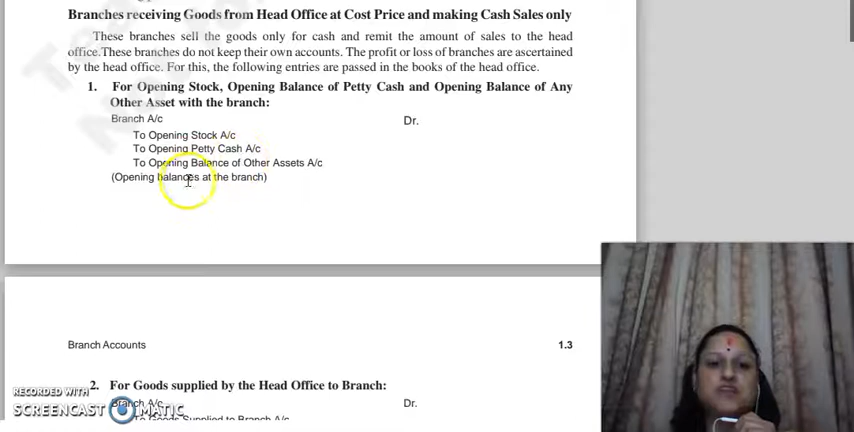 Branches receiving Goods from Head Office at Cost Price and making Cash Sales only
These branches sell the goods only for cash and remit the amount of sales to the head
office.These branches do not keep their own accounts. The profit or loss of branches are ascertained
by the head office. For this, the following entries are passed in the books of the head office.
1. For Opening Stock, Opening Balance of Petty Cash and Opening Balance of Any
Other Asset with the branch:
Branch A/c Dr.
To Opening Stock A/c
To Opening Petty Cash A/c
To Opening Balance of Other Assets A/c
(Opening balances at the branch)
Branch Accounts 1.3
2. For Goods supplied by the Head Office to Branch:
Branch A/c Dr.
To Goods Supplied to Branch A/c
RECORDED WITH
SCREENCAST MATIC